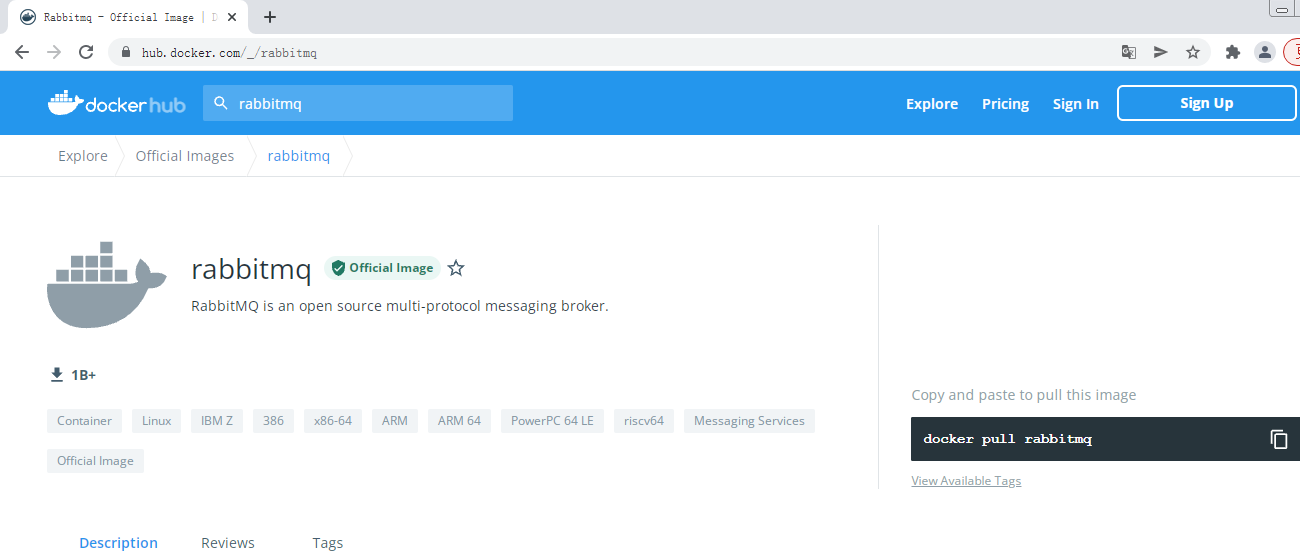 Rabbitmq - Official Image | D
hub.docker.com/_/rabbitmq
docker hub
rabbitmq
Explore
Pricing
Sign In
Sign Up
Explore
Official Images
rabbitmq
rabbitmq
Official Image
RabbitMQ is an open source multi-protocol messaging broker.
1B+
Container
Linux
IBM Z
386
x86-64
ARM
ARM 64
PowerPC 64 LE
riscv64
Messaging Services
Official Image
Copy and paste to pull this image
docker pull rabbitmq
View Available Tags
Description
Reviews
Tags